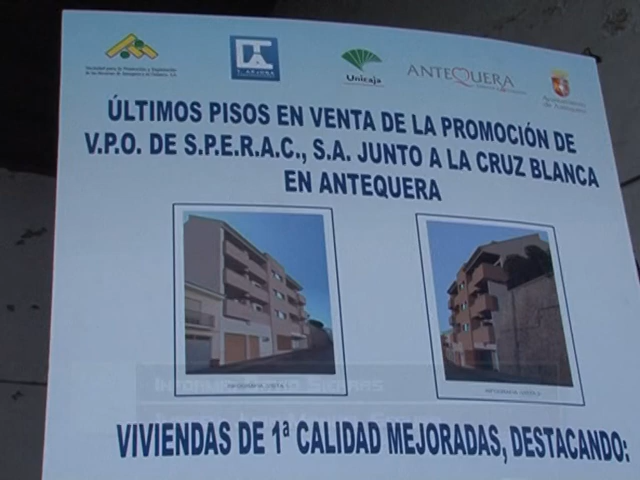 Unicaja
ANTEQUERA
ÚLTIMOS PISOS EN VENTA DE LA PROMOCIÓN DE
V.P.O. DE S.P.E.R.A.C., S.A. JUNTO A LA CRUZ BLANCA
EN ANTEQUERA
VIVIENDAS DE 1ª CALIDAD MEJORADAS, DESTACANDO: